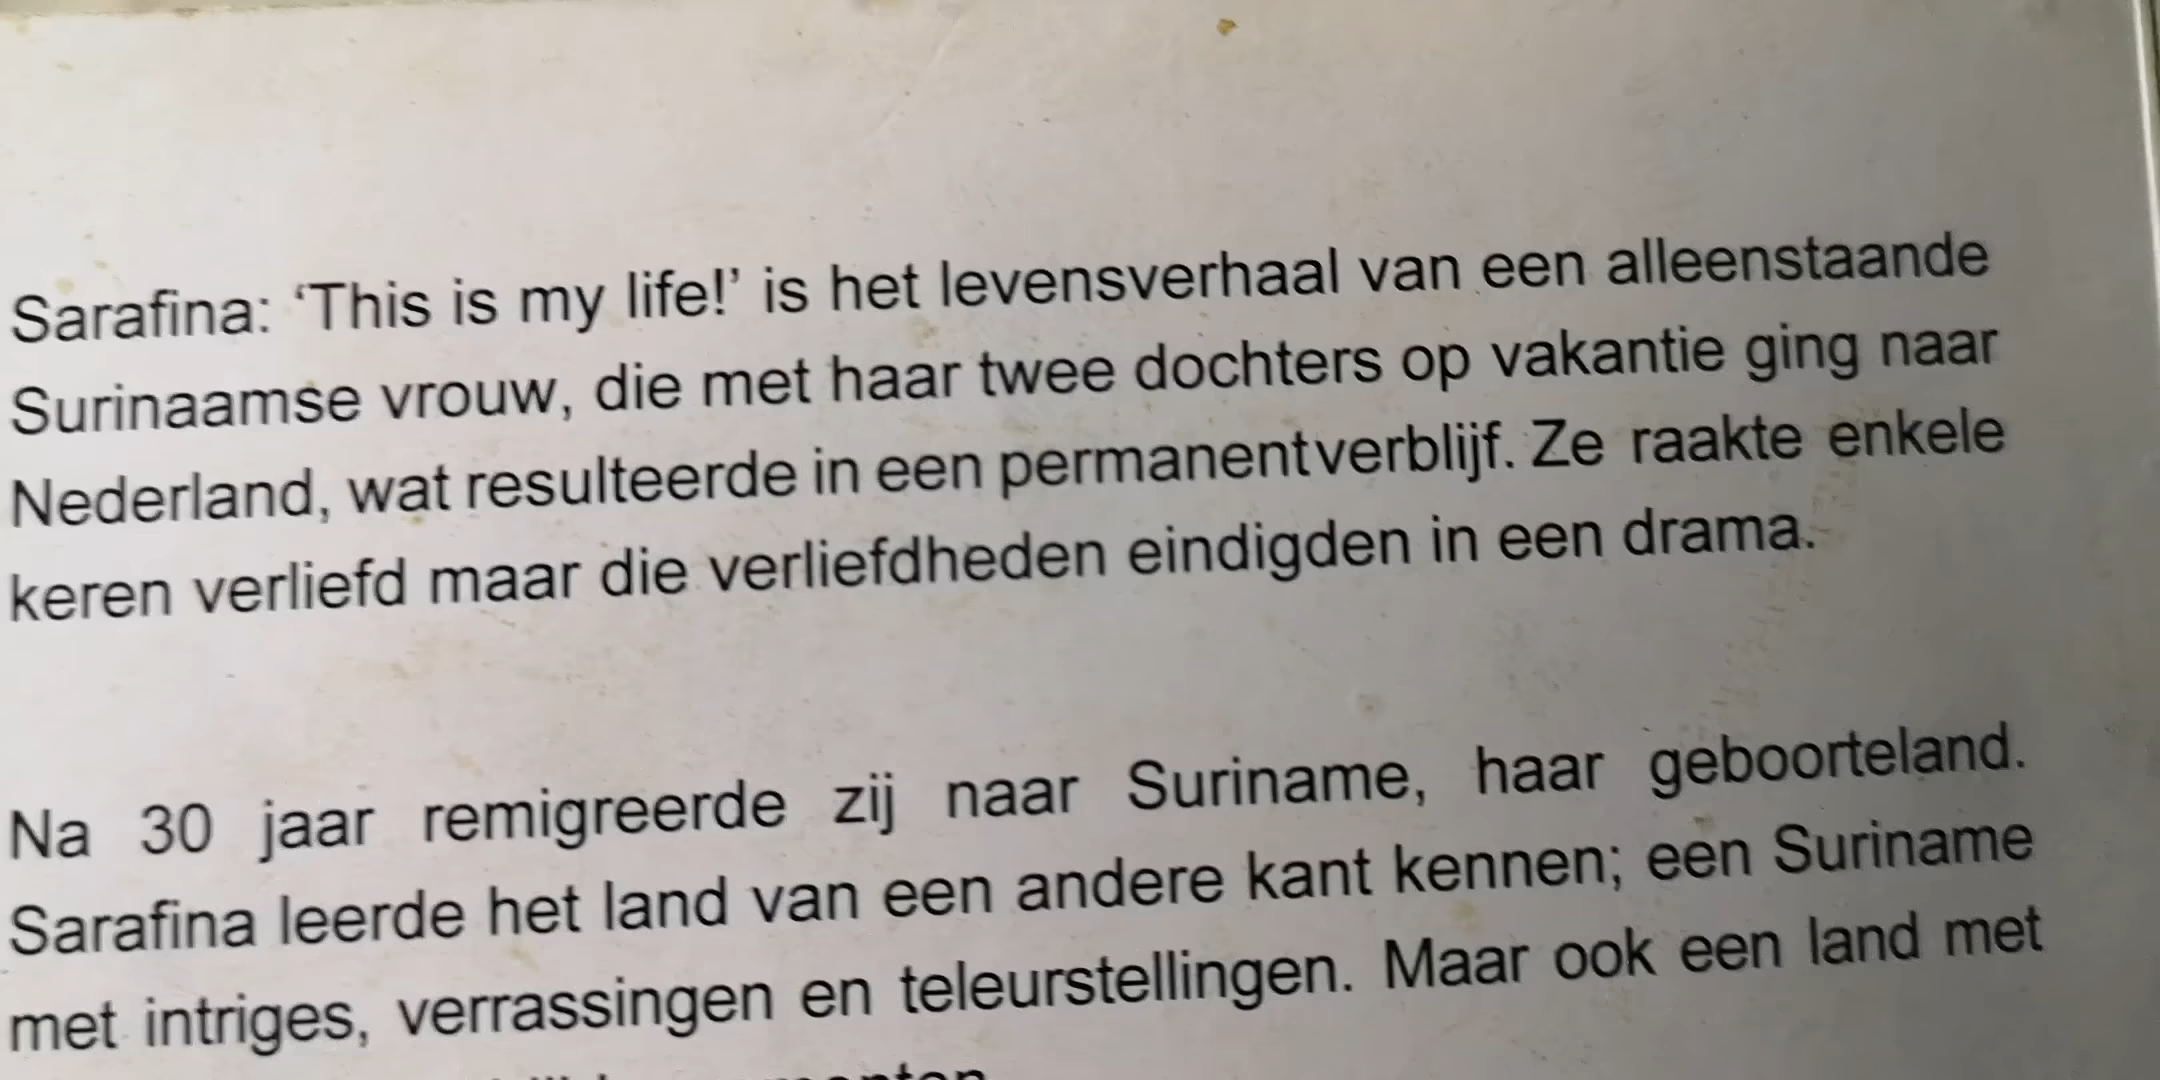 Sarafina: ‘This is my life!’ is het levensverhaal van een alleenstaande
Surinaamse vrouw, die met haar twee dochters op vakantie ging naar
Nederland, wat resulteerde in een permanentverblijf. Ze raakte enkele
keren verliefd maar die verliefdheden eindigden in een drama.
Na 30 jaar remigreerde zij naar Suriname, haar geboorteland.
Sarafina leerde het land van een andere kant kennen; een Suriname
met intriges, verrassingen en teleurstellingen. Maar ook een land met